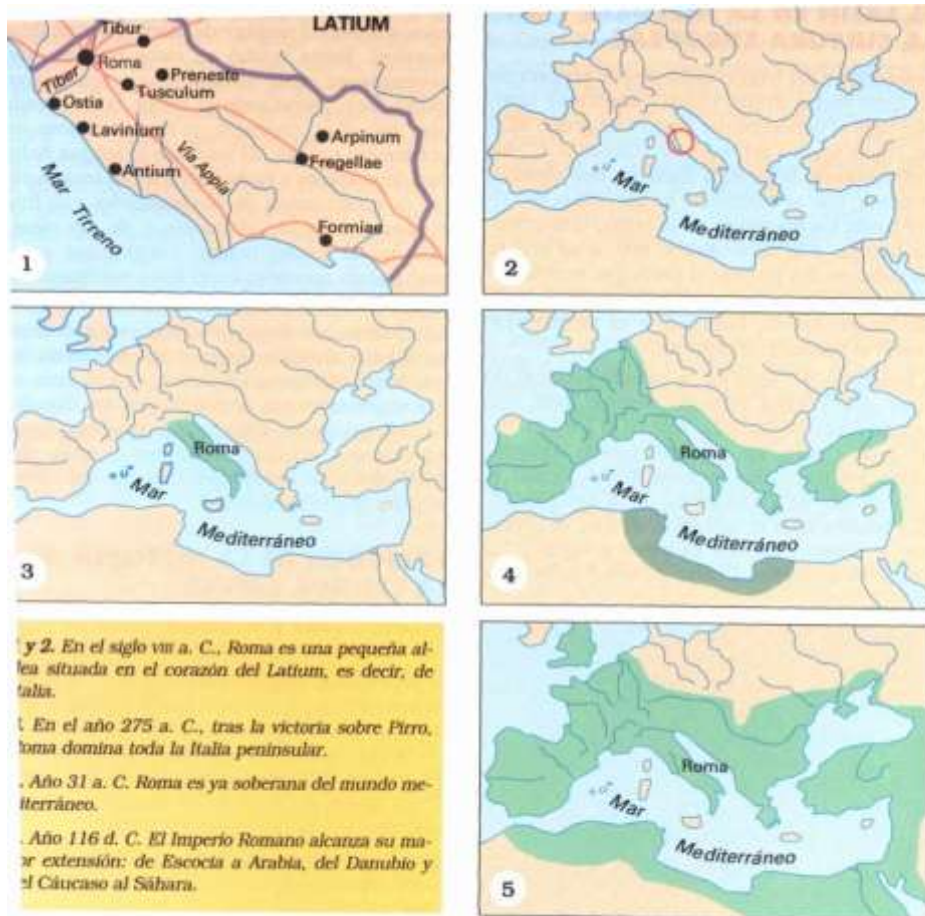 LATIUM
Tibur
Roma
Tiber
Preneste
Tusculum
Ostia
Lavinium
Arpinum
Fregellae
Antium
Via Appia
Mar Tirreno
Formiae
1
Mar
Mediterráneo
2
Roma
Mar
Mediterráneo
3
Roma
Mar
Mediterráneo
4
y 2. En el siglo VIII a. C., Roma es una pequeña al-
ea situada en el corazón del Latium, es decir, de
talia.
. En el año 275 a. C., tras la victoria sobre Pirro,
oma domina toda la Italia peninsular.
. Año 31 a. C. Roma es ya soberana del mundo me-
iterráneo.
. Año 116 d. C. El Imperio Romano alcanza su ma-
or extensión: de Escocia a Arabia, del Danubio y
el Cáucaso al Sáhara.
Roma
Mar
Mediterráneo
5